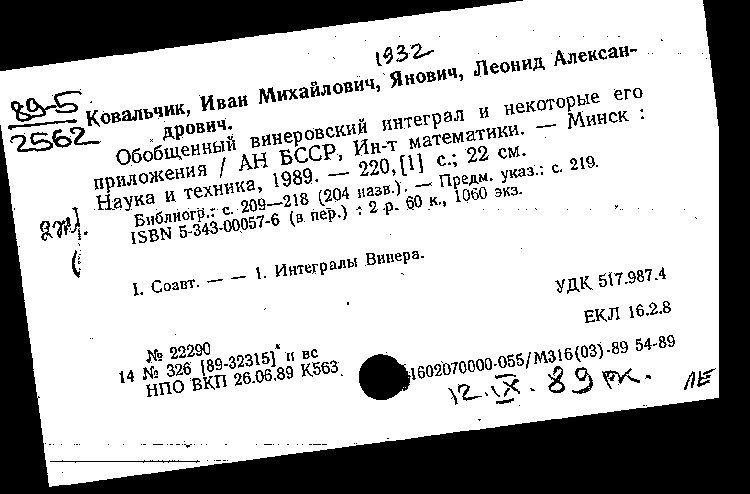 1932
89-5
2562
Ковальчик, Иван Михайлович, Янович, Леонид Алексан-
дрович.
Обобщенный винеровский интеграл и некоторые его
приложения / АН БССР, Ин-т математики. — Минск :
Наука и техника, 1989. — 220,[1] с.; 22 см.
Библиогр.: с. 209—218 (204 назв.). — Предм. указ.: с. 219.
ISBN 5-343-00057-6 (в пер.) : 2 р. 60 к., 1060 экз.
I. Соавт. — — 1. Интегралы Винера.
УДК 517.987.4
ЕКЛ 16.2.8
№ 22290
14 № 326 [89-32315]* п вс
НПО ВКП 26.06.89 К563
1602070000-055/М316(03)-89 54-89
12.IX.89